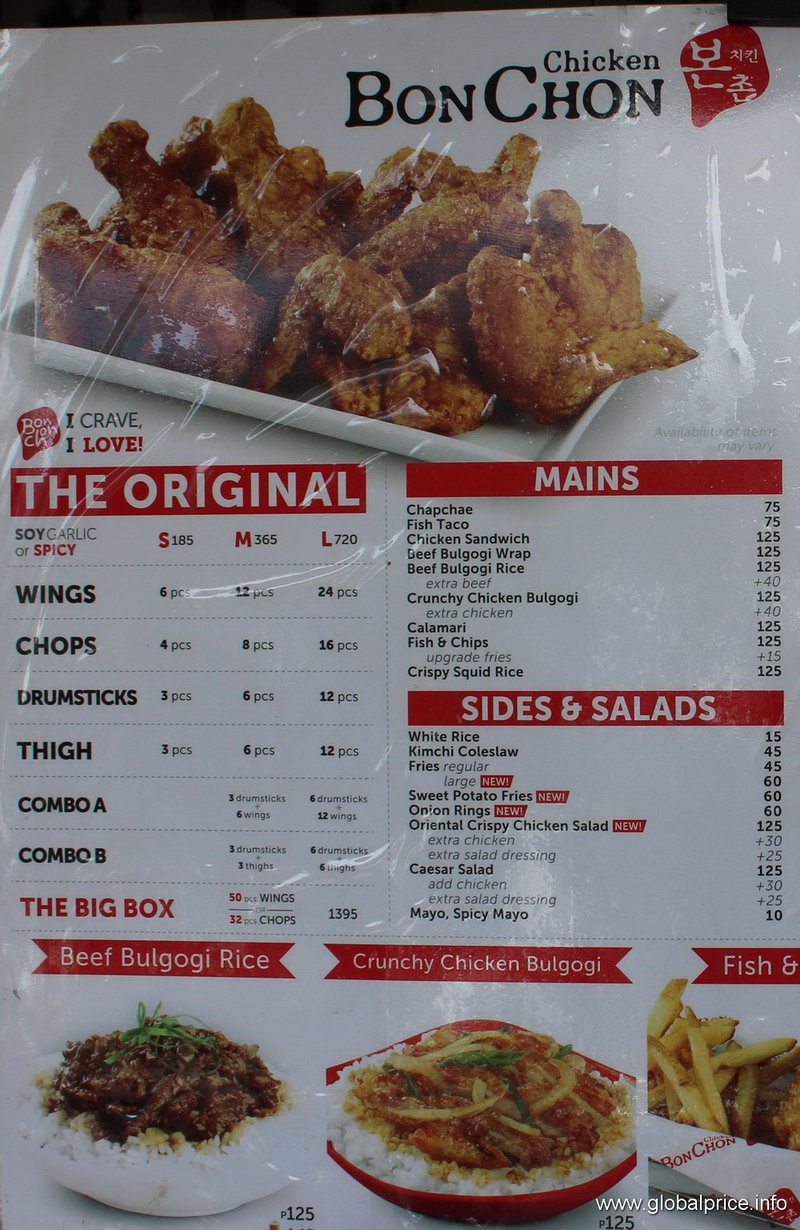 Chicken
BONCHON
본 치킨
촌
BonChon
I CRAVE,
I LOVE!
Availability of items
may vary.
THE ORIGINAL
SOYGARLIC
or SPICY
S185 M365 L720
WINGS 6 pcs 12 pcs 24 pcs
CHOPS 4 pcs 8 pcs 16 pcs
DRUMSTICKS 3 pcs 6 pcs 12 pcs
THIGH 3 pcs 6 pcs 12 pcs
COMBO A
3 drumsticks + 6 wings
6 drumsticks + 12 wings
COMBO B
3 drumsticks + 3 thighs
6 drumsticks + 6 thighs
THE BIG BOX
50 pcs WINGS
OR
32 pcs CHOPS
1395
MAINS
Chapchae 75
Fish Taco 75
Chicken Sandwich 125
Beef Bulgogi Wrap 125
Beef Bulgogi Rice 125
extra beef +40
Crunchy Chicken Bulgogi 125
extra chicken +40
Calamari 125
Fish & Chips 125
upgrade fries +15
Crispy Squid Rice 125
SIDES & SALADS
White Rice 15
Kimchi Coleslaw 45
Fries regular 45
large NEW! 60
Sweet Potato Fries NEW! 60
Onion Rings NEW! 60
Oriental Crispy Chicken Salad NEW! 125
extra chicken +30
extra salad dressing +25
Caesar Salad 125
add chicken +30
extra salad dressing +25
Mayo, Spicy Mayo 10
Beef Bulgogi Rice
Crunchy Chicken Bulgogi
Fish &
Chicken
BONCHON
₱125
₱125
www.globalprice.info